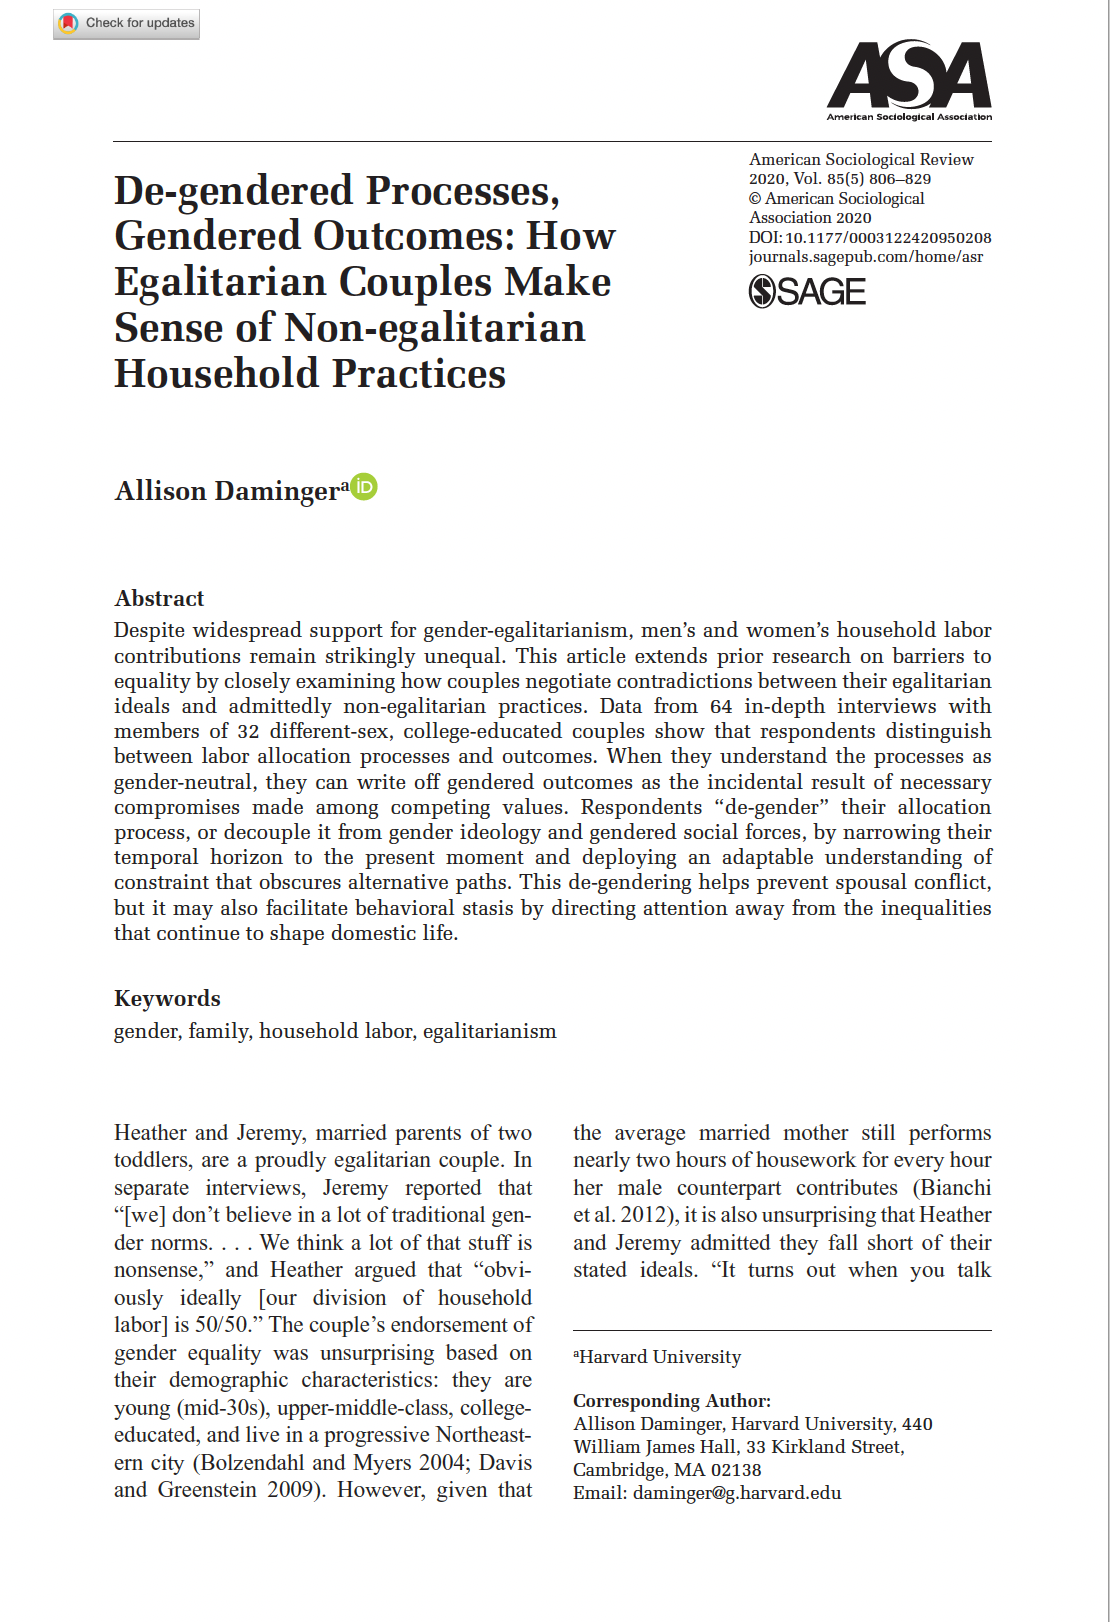 Check for updates
ASA
American Sociological Association
American Sociological Review
2020, Vol. 85(5) 806–829
© American Sociological
Association 2020
DOI: 10.1177/0003122420950208
journals.sagepub.com/home/asr
SAGE
De-gendered Processes,
Gendered Outcomes: How
Egalitarian Couples Make
Sense of Non-egalitarian
Household Practices
Allison Damingerᵃ iD
Abstract
Despite widespread support for gender-egalitarianism, men’s and women’s household labor
contributions remain strikingly unequal. This article extends prior research on barriers to
equality by closely examining how couples negotiate contradictions between their egalitarian
ideals and admittedly non-egalitarian practices. Data from 64 in-depth interviews with
members of 32 different-sex, college-educated couples show that respondents distinguish
between labor allocation processes and outcomes. When they understand the processes as
gender-neutral, they can write off gendered outcomes as the incidental result of necessary
compromises made among competing values. Respondents “de-gender” their allocation
process, or decouple it from gender ideology and gendered social forces, by narrowing their
temporal horizon to the present moment and deploying an adaptable understanding of
constraint that obscures alternative paths. This de-gendering helps prevent spousal conflict,
but it may also facilitate behavioral stasis by directing attention away from the inequalities
that continue to shape domestic life.
Keywords
gender, family, household labor, egalitarianism
Heather and Jeremy, married parents of two
toddlers, are a proudly egalitarian couple. In
separate interviews, Jeremy reported that
“[we] don’t believe in a lot of traditional gen-
der norms. . . . We think a lot of that stuff is
nonsense,” and Heather argued that “obvi-
ously ideally [our division of household
labor] is 50/50.” The couple’s endorsement of
gender equality was unsurprising based on
their demographic characteristics: they are
young (mid-30s), upper-middle-class, college-
educated, and live in a progressive Northeast-
ern city (Bolzendahl and Myers 2004; Davis
and Greenstein 2009). However, given that
the average married mother still performs
nearly two hours of housework for every hour
her male counterpart contributes (Bianchi
et al. 2012), it is also unsurprising that Heather
and Jeremy admitted they fall short of their
stated ideals. “It turns out when you talk
ᵃHarvard University
Corresponding Author:
Allison Daminger, Harvard University, 440
William James Hall, 33 Kirkland Street,
Cambridge, MA 02138
Email: daminger@g.harvard.edu